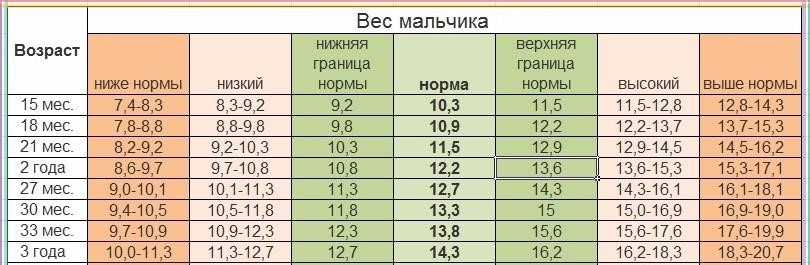 Вес мальчика
Возраст ниже нормы низкий нижняя граница нормы норма верхняя граница нормы высокий выше нормы
15 мес. 7,4-8,3 8,3-9,2 9,2 10,3 11,5 11,5-12,8 12,8-14,3
18 мес. 7,8-8,8 8,8-9,8 9,8 10,9 12,2 12,2-13,7 13,7-15,3
21 мес. 8,2-9,2 9,2-10,3 10,3 11,5 12,9 12,9-14,5 14,5-16,2
2 года 8,6-9,7 9,7-10,8 10,8 12,2 13,6 13,6-15,3 15,3-17,1
27 мес. 9,0-10,1 10,1-11,3 11,3 12,7 14,3 14,3-16,1 16,1-18,1
30 мес. 9,4-10,5 10,5-11,8 11,8 13,3 15 15,0-16,9 16,9-19,0
33 мес. 9,7-10,9 10,9-12,3 12,3 13,8 15,6 15,6-17,6 17,6-19,9
3 года 10,0-11,3 11,3-12,7 12,7 14,3 16,2 16,2-18,3 18,3-20,7